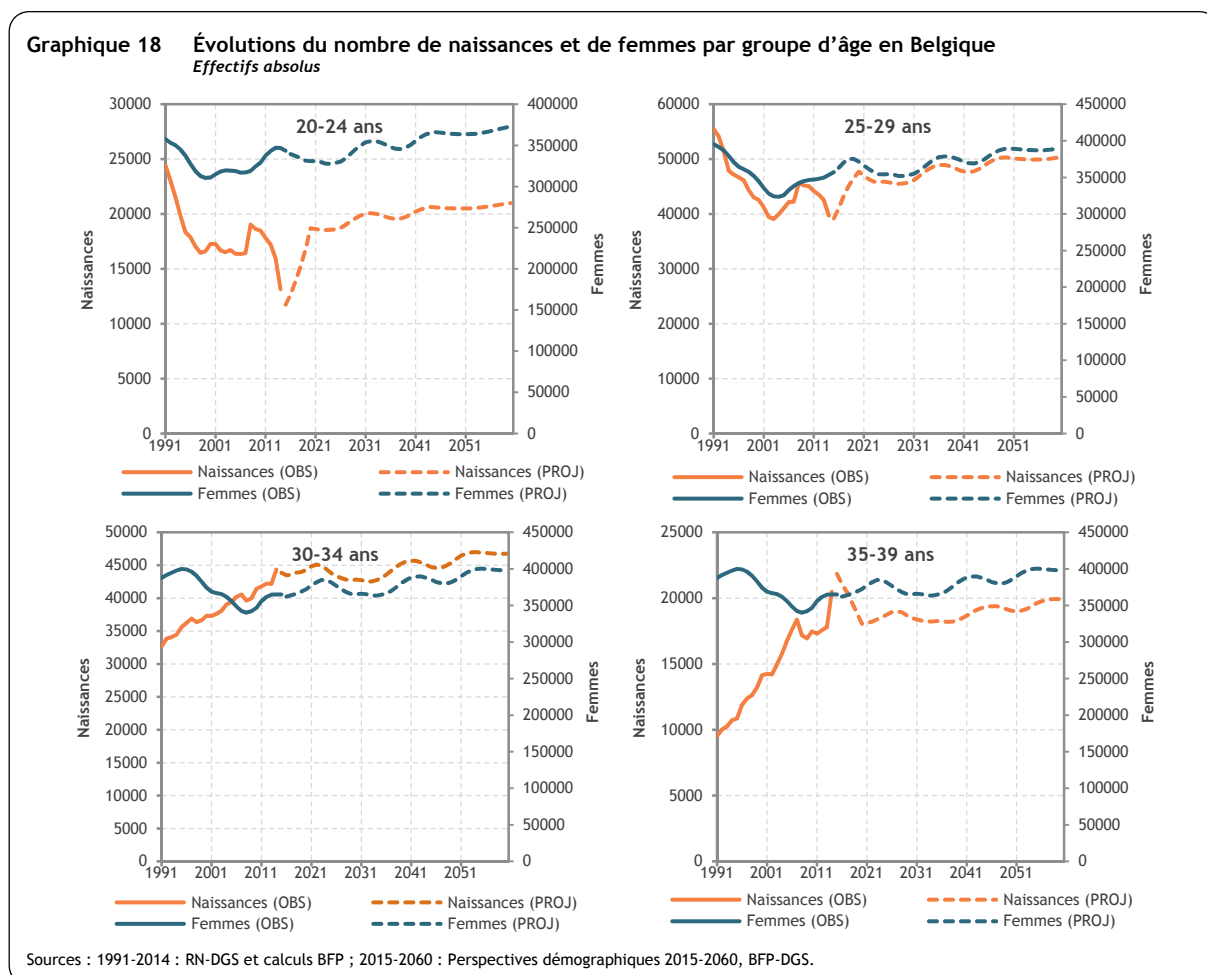 Graphique 18 Évolutions du nombre de naissances et de femmes par groupe d'âge en Belgique
Effectifs absolus
20-24 ans
30000
25000
20000
15000
10000
5000
0
Naissances
400000
350000
300000
250000
200000
150000
100000
50000
0
Femmes
1991 2001 2011 2021 2031 2041 2051
Naissances (OBS) Naissances (PROJ)
Femmes (OBS) Femmes (PROJ)
25-29 ans
60000
50000
40000
30000
20000
10000
0
Naissances
450000
400000
350000
300000
250000
200000
150000
100000
50000
0
Femmes
1991 2001 2011 2021 2031 2041 2051
Naissances (OBS) Naissances (PROJ)
Femmes (OBS) Femmes (PROJ)
30-34 ans
50000
45000
40000
35000
30000
25000
20000
15000
10000
5000
0
Naissances
450000
400000
350000
300000
250000
200000
150000
100000
50000
0
Femmes
1991 2001 2011 2021 2031 2041 2051
Naissances (OBS) Naissances (PROJ)
Femmes (OBS) Femmes (PROJ)
35-39 ans
25000
20000
15000
10000
5000
0
Naissances
450000
400000
350000
300000
250000
200000
150000
100000
50000
0
Femmes
1991 2001 2011 2021 2031 2041 2051
Naissances (OBS) Naissances (PROJ)
Femmes (OBS) Femmes (PROJ)
Sources : 1991-2014 : RN-DGS et calculs BFP ; 2015-2060 : Perspectives démographiques 2015-2060, BFP-DGS.